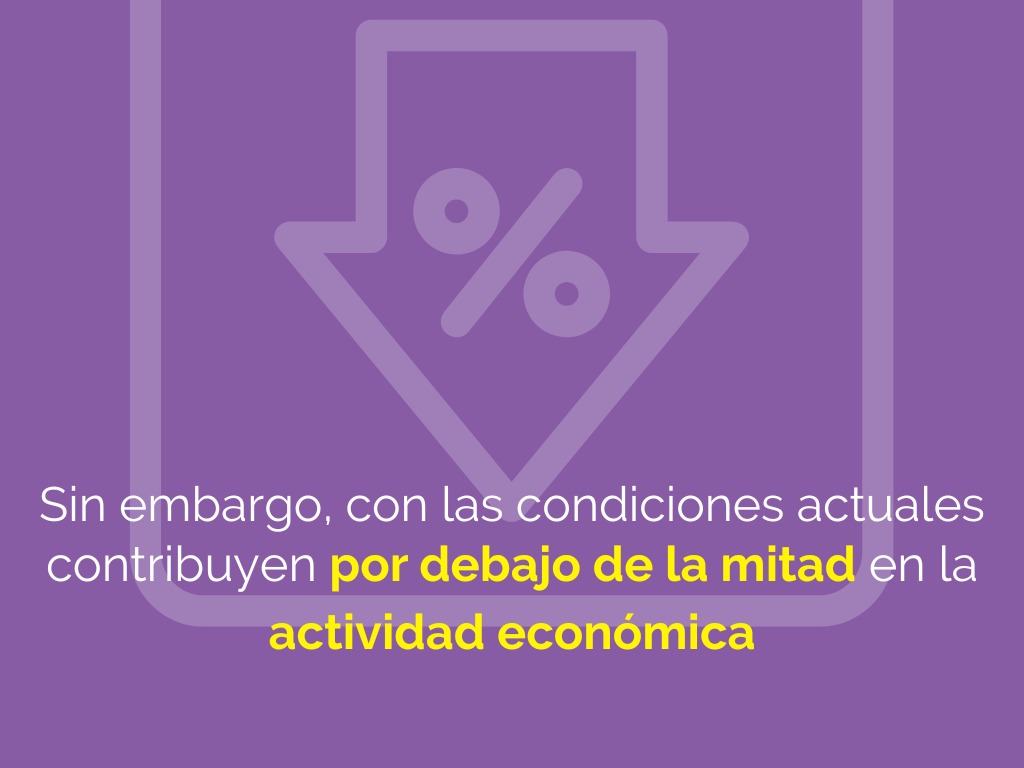 Sin embargo, con las condiciones actuales
contribuyen por debajo de la mitad en la
actividad económica